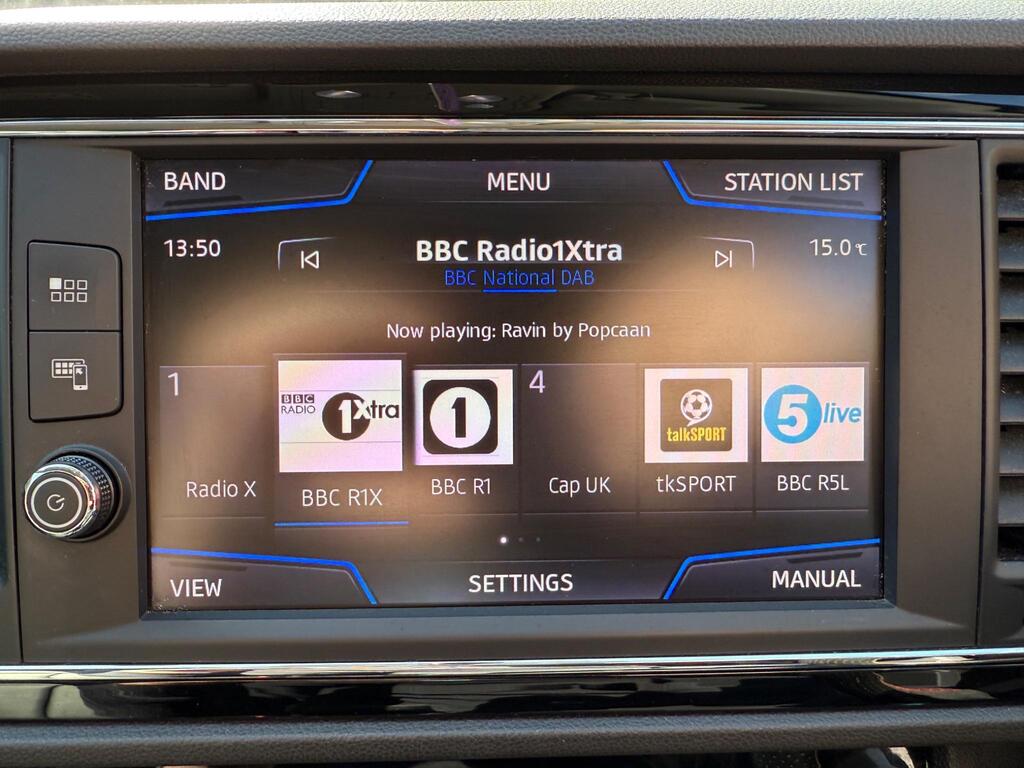 BAND MENU STATION LIST
13:50 BBC Radio1Xtra 15.0°C
BBC National DAB
Now playing: Ravin by Popcaan
1 4
BBC RADIO 1Xtra 1 talkSPORT 5 live
Radio X BBC R1X BBC R1 Cap UK tkSPORT BBC R5L
VIEW SETTINGS MANUAL